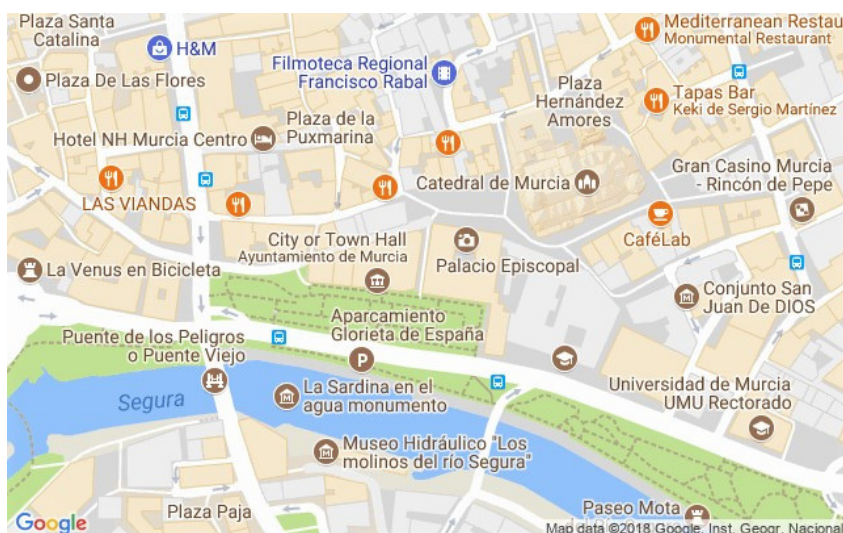 Plaza Santa
Catalina
H&M
Plaza De Las Flores
Filmoteca Regional
Francisco Rabal
Mediterranean Restau
Monumental Restaurant
Plaza
Hernández
Amores
Tapas Bar
Keki de Sergio Martínez
Hotel NH Murcia Centro
Plaza de la
Puxmarina
Catedral de Murcia
Gran Casino Murcia
- Rincón de Pepe
LAS VIANDAS
CaféLab
City or Town Hall
Ayuntamiento de Murcia
Palacio Episcopal
La Venus en Bicicleta
Conjunto San
Juan De DIOS
Aparcamiento
Glorieta de España
P
Puente de los Peligros
o Puente Viejo
Segura
La Sardina en el
agua monumento
Universidad de Murcia
UMU Rectorado
Museo Hidráulico "Los
molinos del río Segura"
Plaza Paja
Paseo Mota
Google
Map data ©2018 Google, Inst. Geogr. Nacional